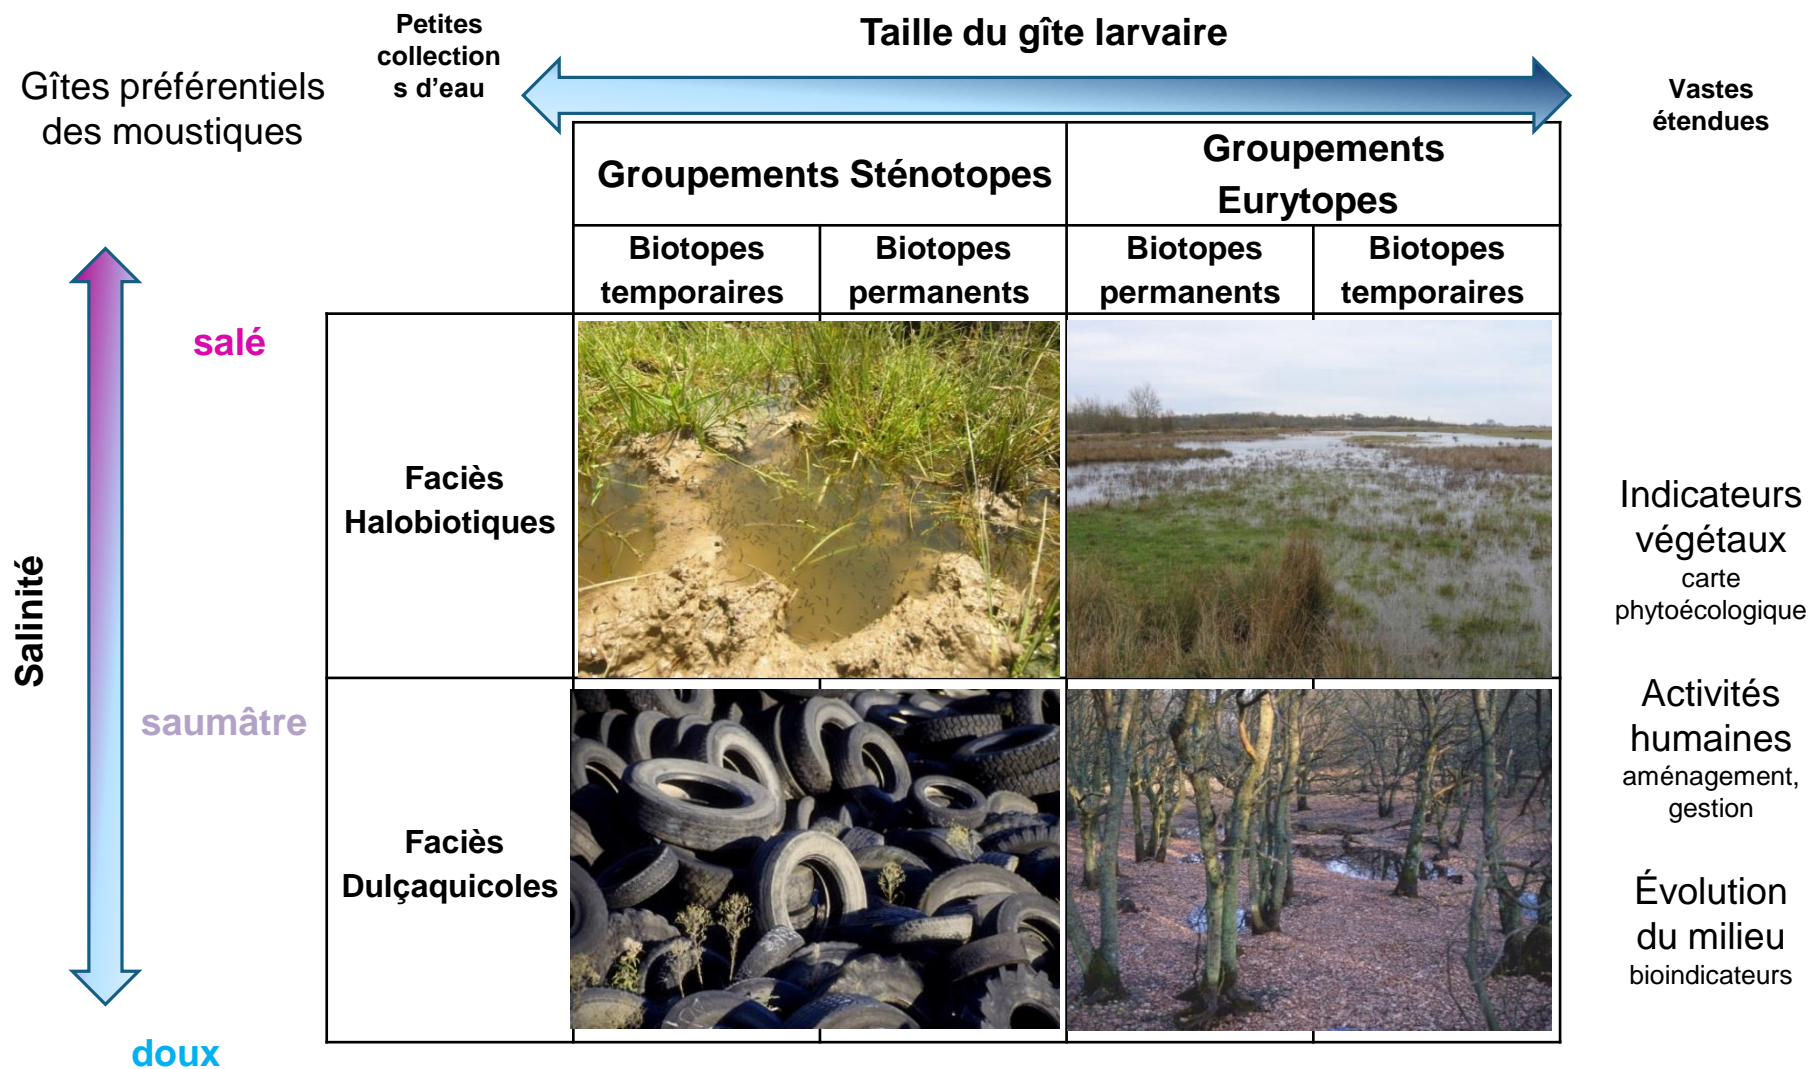 Gîtes préférentiels
des moustiques
Petites
collection
s d'eau
Taille du gîte larvaire
Vastes
étendues
Groupements Sténotopes
Groupements
Eurytopes
Biotopes
temporaires
Biotopes
permanents
Biotopes
permanents
Biotopes
temporaires
Salinité
salé
saumâtre
doux
Faciès
Halobiotiques
Faciès
Dulçaquicoles
Indicateurs
végétaux
carte
phytoécologique
Activités
humaines
aménagement,
gestion
Évolution
du milieu
bioindicateurs